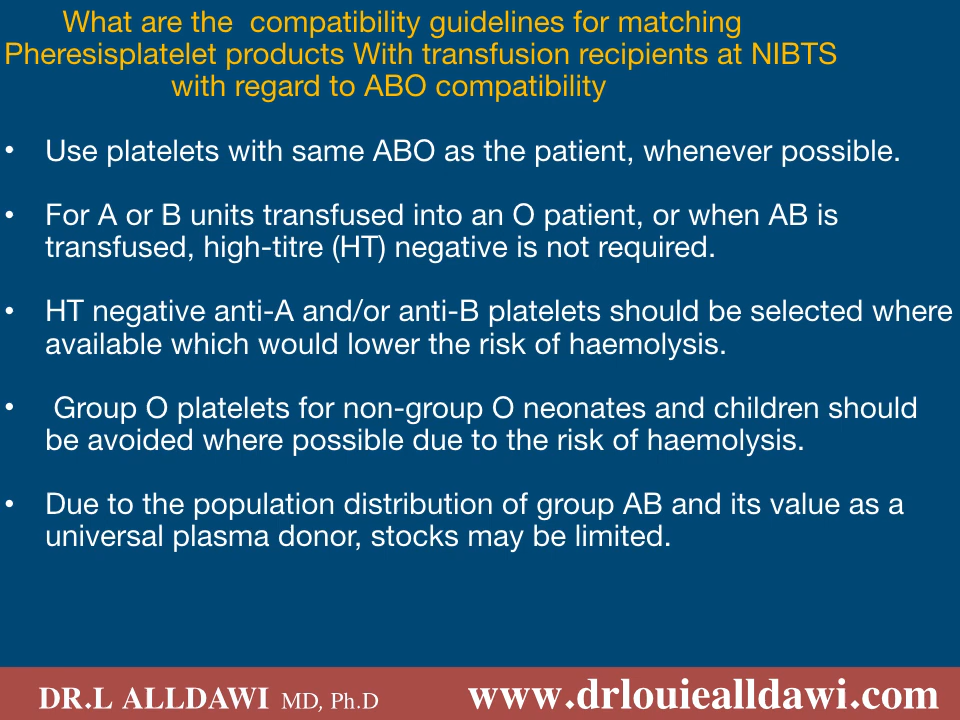 What are the  compatibility guidelines for matching
Pheresisplatelet products With transfusion recipients at NIBTS
with regard to ABO compatibility
• Use platelets with same ABO as the patient, whenever possible.
• For A or B units transfused into an O patient, or when AB is
transfused, high-titre (HT) negative is not required.
• HT negative anti-A and/or anti-B platelets should be selected where
available which would lower the risk of haemolysis.
• Group O platelets for non-group O neonates and children should
be avoided where possible due to the risk of haemolysis.
• Due to the population distribution of group AB and its value as a
universal plasma donor, stocks may be limited.
DR.L ALLDAWI MD, Ph.D www.drlouiealldawi.com